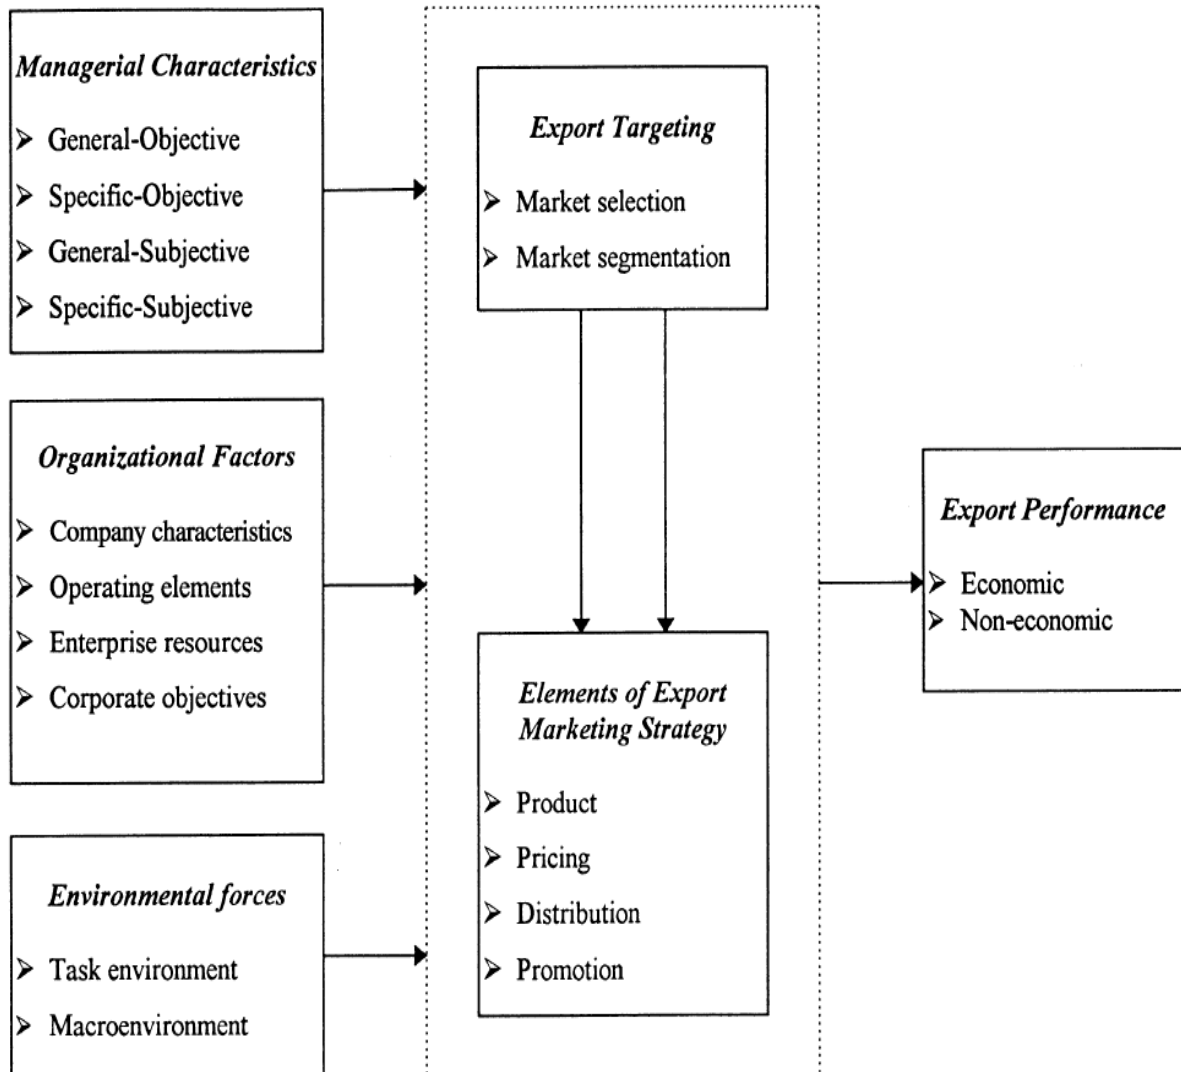 Managerial Characteristics
➢ General-Objective
➢ Specific-Objective
➢ General-Subjective
➢ Specific-Subjective
Organizational Factors
➢ Company characteristics
➢ Operating elements
➢ Enterprise resources
➢ Corporate objectives
Environmental forces
➢ Task environment
➢ Macroenvironment
Export Targeting
➢ Market selection
➢ Market segmentation
Elements of Export
Marketing Strategy
➢ Product
➢ Pricing
➢ Distribution
➢ Promotion
Export Performance
➢ Economic
➢ Non-economic